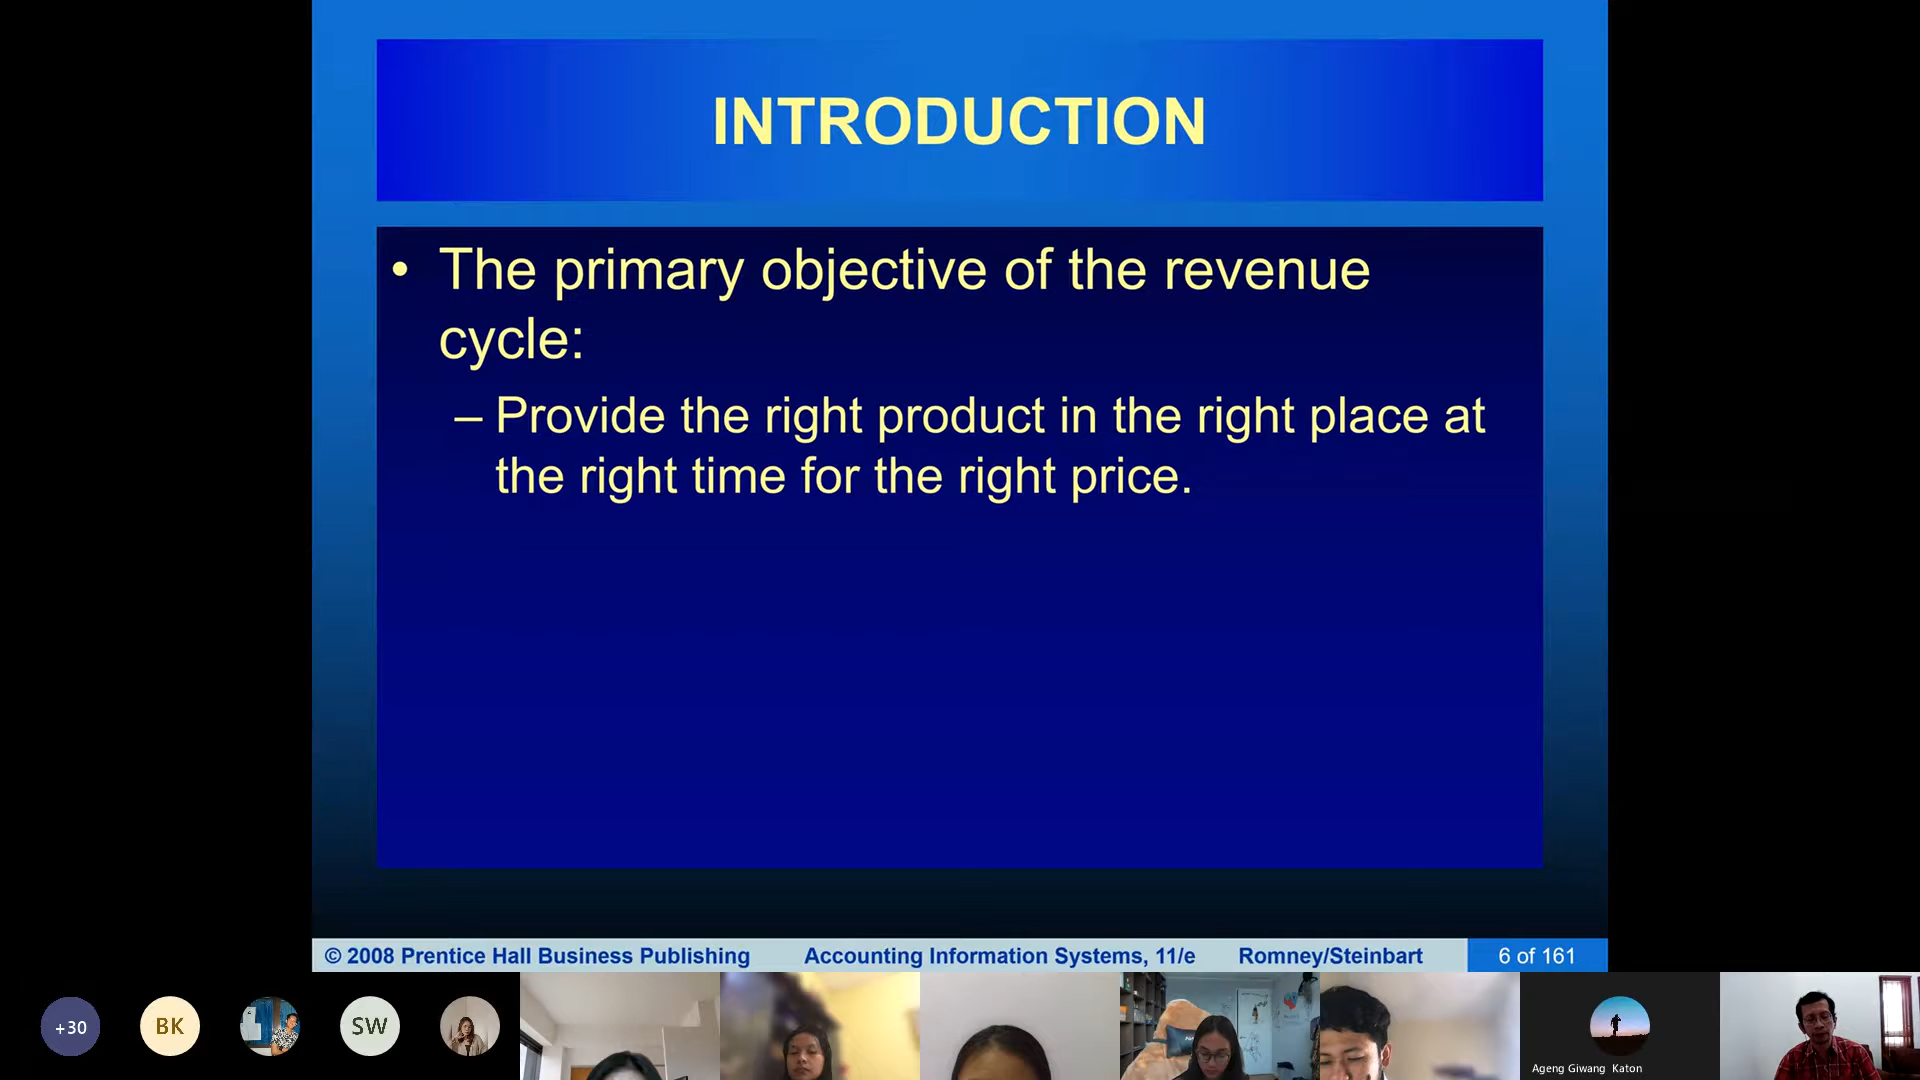 INTRODUCTION
• The primary objective of the revenue
cycle:
– Provide the right product in the right place at
the right time for the right price.
© 2008 Prentice Hall Business Publishing Accounting Information Systems, 11/e Romney/Steinbart 6 of 161
+30 BK SW
Ageng Giwang Katon